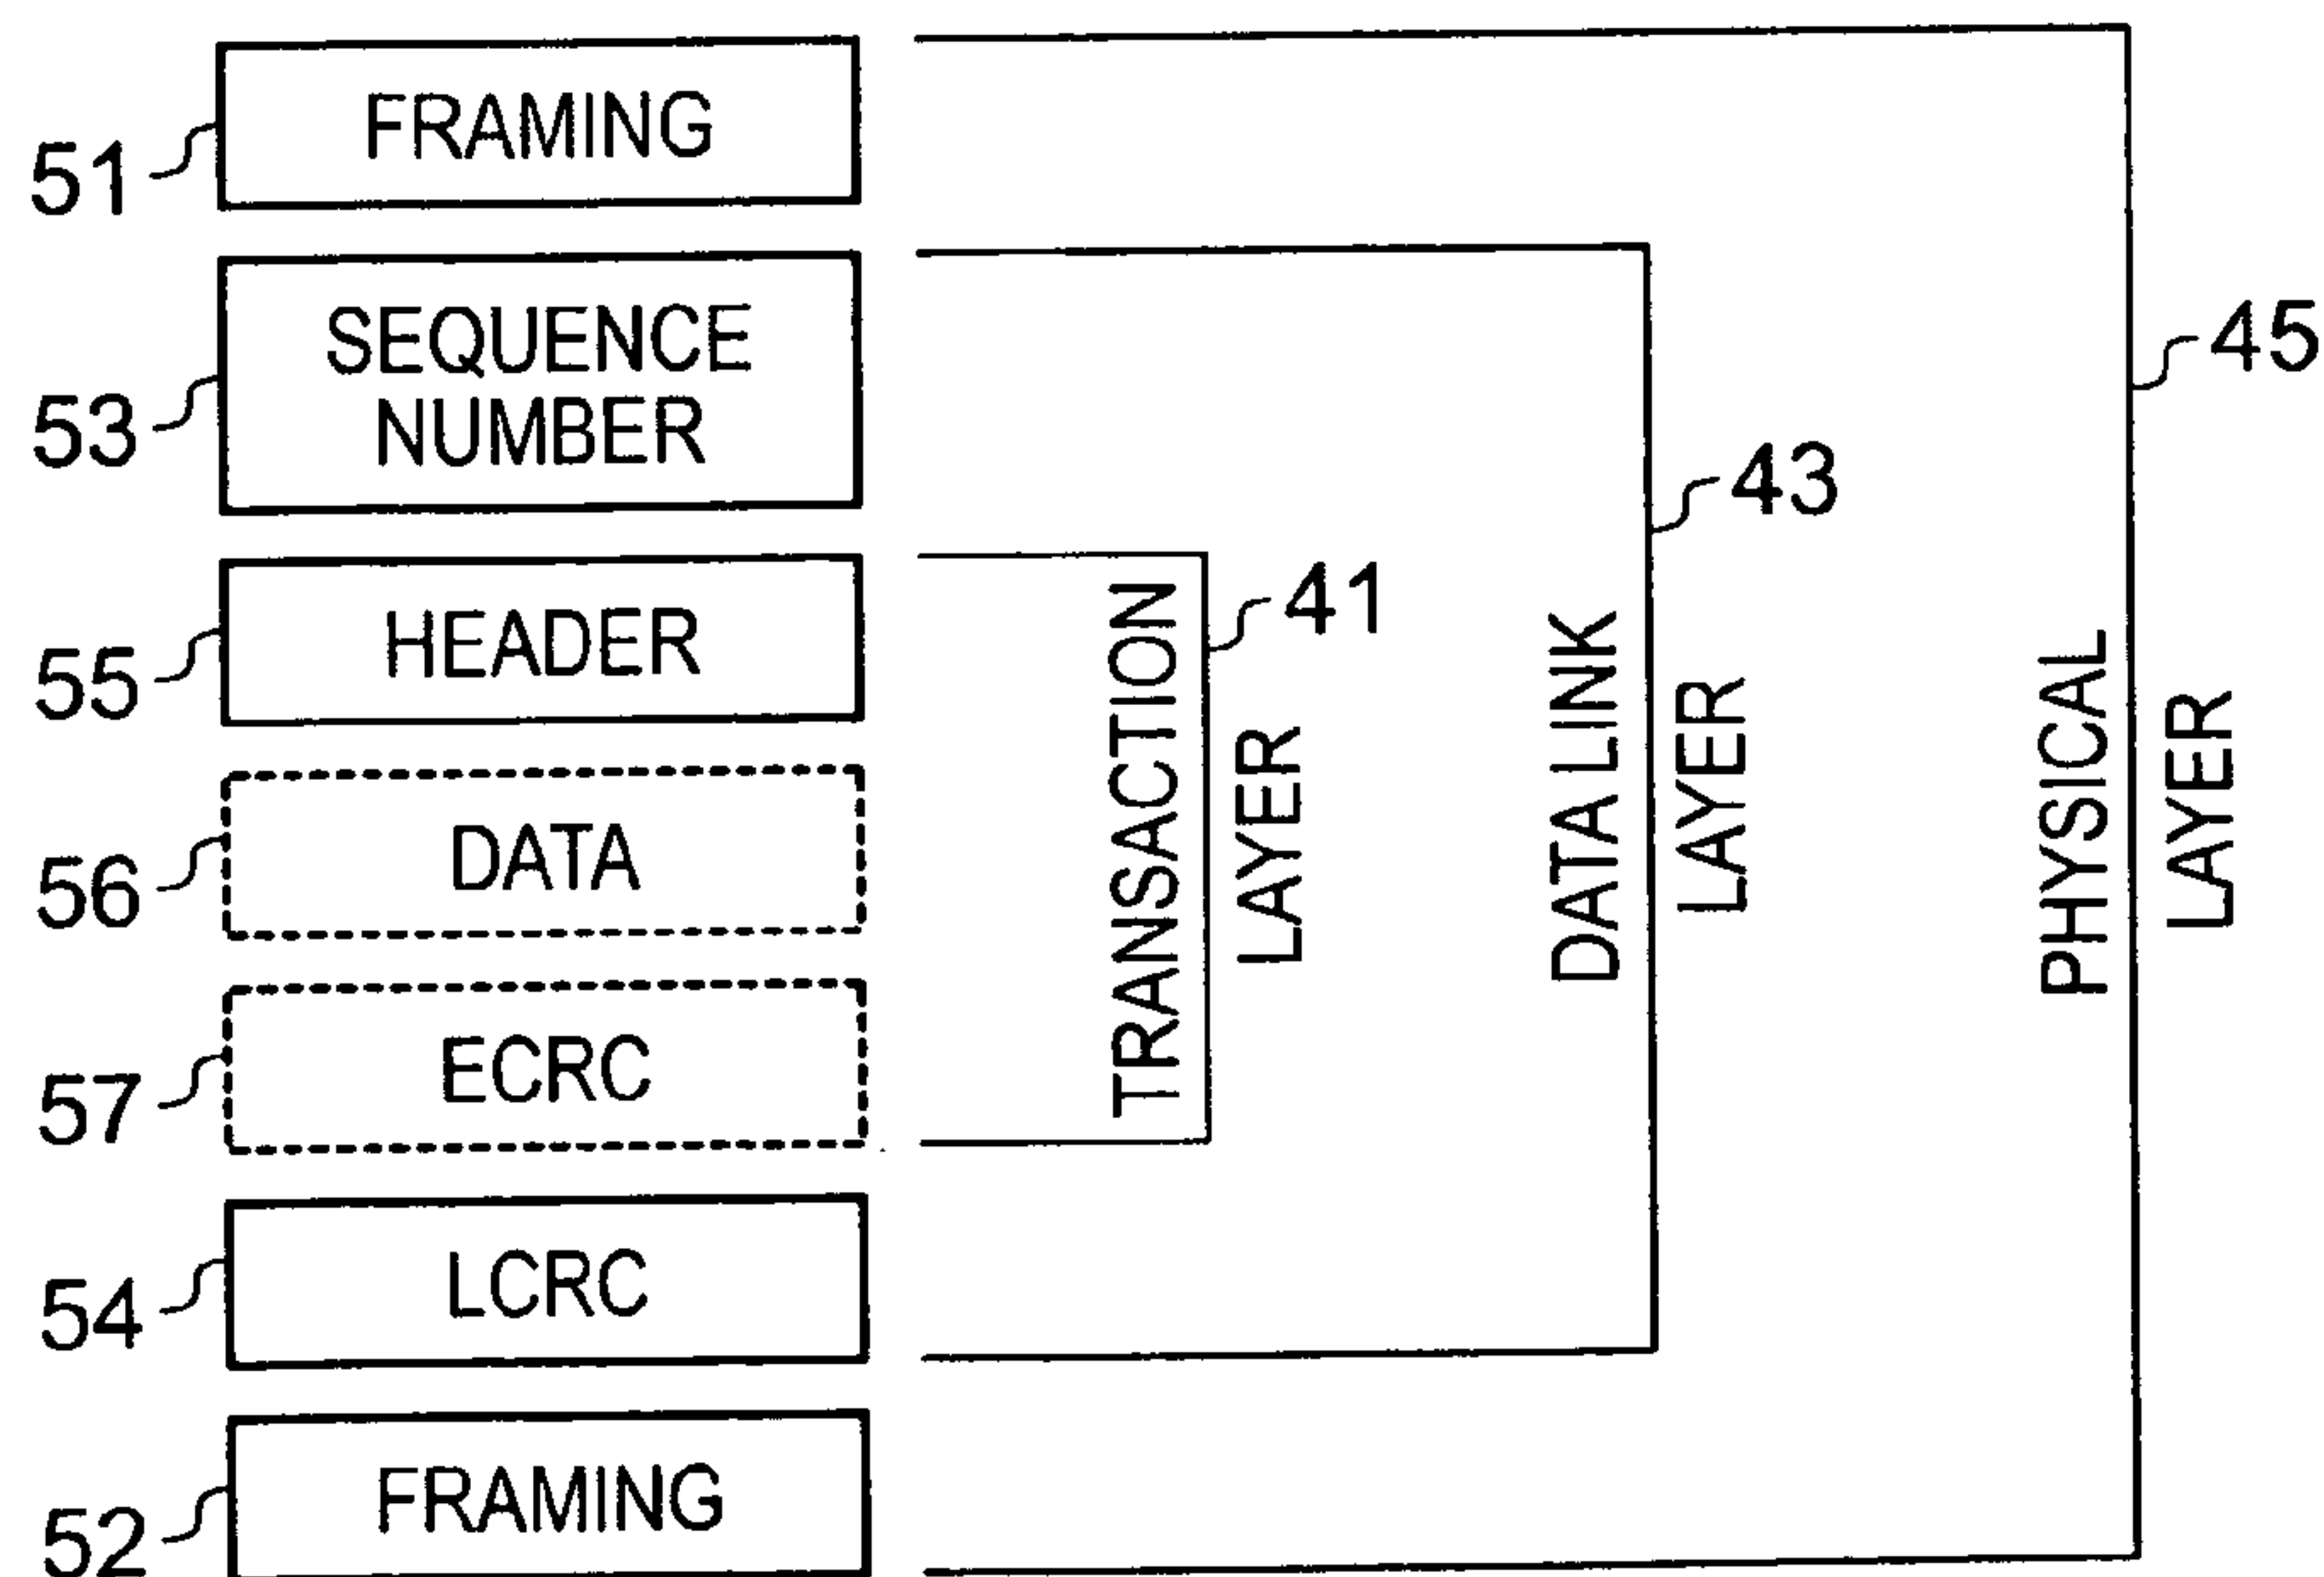 FRAMING
51
SEQUENCE
NUMBER
53
45
43
HEADER
55
41
TRANSACTION
LAYER
DATA LINK
LAYER
PHYSICAL
LAYER
DATA
56
ECRC
57
LCRC
54
FRAMING
52